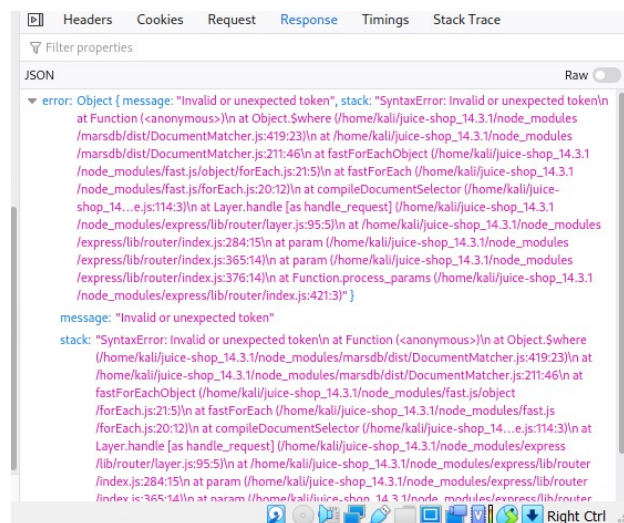 Headers Cookies Request Response Timings Stack Trace
Filter properties
JSON Raw
error: Object { message: "Invalid or unexpected token", stack: "SyntaxError: Invalid or unexpected token\n
at Function (<anonymous>)\n at Object.$where (/home/kali/juice-shop_14.3.1/node_modules
/marsdb/dist/DocumentMatcher.js:419:23)\n at /home/kali/juice-shop_14.3.1/node_modules
/marsdb/dist/DocumentMatcher.js:211:46\n at fastForEachObject (/home/kali/juice-shop_14.3.1
/node_modules/fast.js/object/forEach.js:21:5)\n at fastForEach (/home/kali/juice-shop_14.3.1
/node_modules/fast.js/forEach.js:20:12)\n at compileDocumentSelector (/home/kali/juice-
shop_14…e.js:114:3)\n at Layer.handle [as handle_request] (/home/kali/juice-shop_14.3.1
/node_modules/express/lib/router/layer.js:95:5)\n at /home/kali/juice-shop_14.3.1/node_modules
/express/lib/router/index.js:284:15\n at param (/home/kali/juice-shop_14.3.1/node_modules
/express/lib/router/index.js:365:14)\n at param (/home/kali/juice-shop_14.3.1/node_modules
/express/lib/router/index.js:376:14)\n at Function.process_params (/home/kali/juice-shop_14.3.1
/node_modules/express/lib/router/index.js:421:3)" }
message: "Invalid or unexpected token"
stack: "SyntaxError: Invalid or unexpected token\n at Function (<anonymous>)\n at Object.$where
(/home/kali/juice-shop_14.3.1/node_modules/marsdb/dist/DocumentMatcher.js:419:23)\n at
/home/kali/juice-shop_14.3.1/node_modules/marsdb/dist/DocumentMatcher.js:211:46\n at
fastForEachObject (/home/kali/juice-shop_14.3.1/node_modules/fast.js/object
/forEach.js:21:5)\n at fastForEach (/home/kali/juice-shop_14.3.1/node_modules/fast.js
/forEach.js:20:12)\n at compileDocumentSelector (/home/kali/juice-shop_14…e.js:114:3)\n at
Layer.handle [as handle_request] (/home/kali/juice-shop_14.3.1/node_modules/express
/lib/router/layer.js:95:5)\n at /home/kali/juice-shop_14.3.1/node_modules/express/lib/router
/index.js:284:15\n at param (/home/kali/juice-shop_14.3.1/node_modules/express/lib/router
/index.js:365:14)\n at param (/home/kali/juice-shop_14.3.1/node_modules/express/lib/router
Right Ctrl